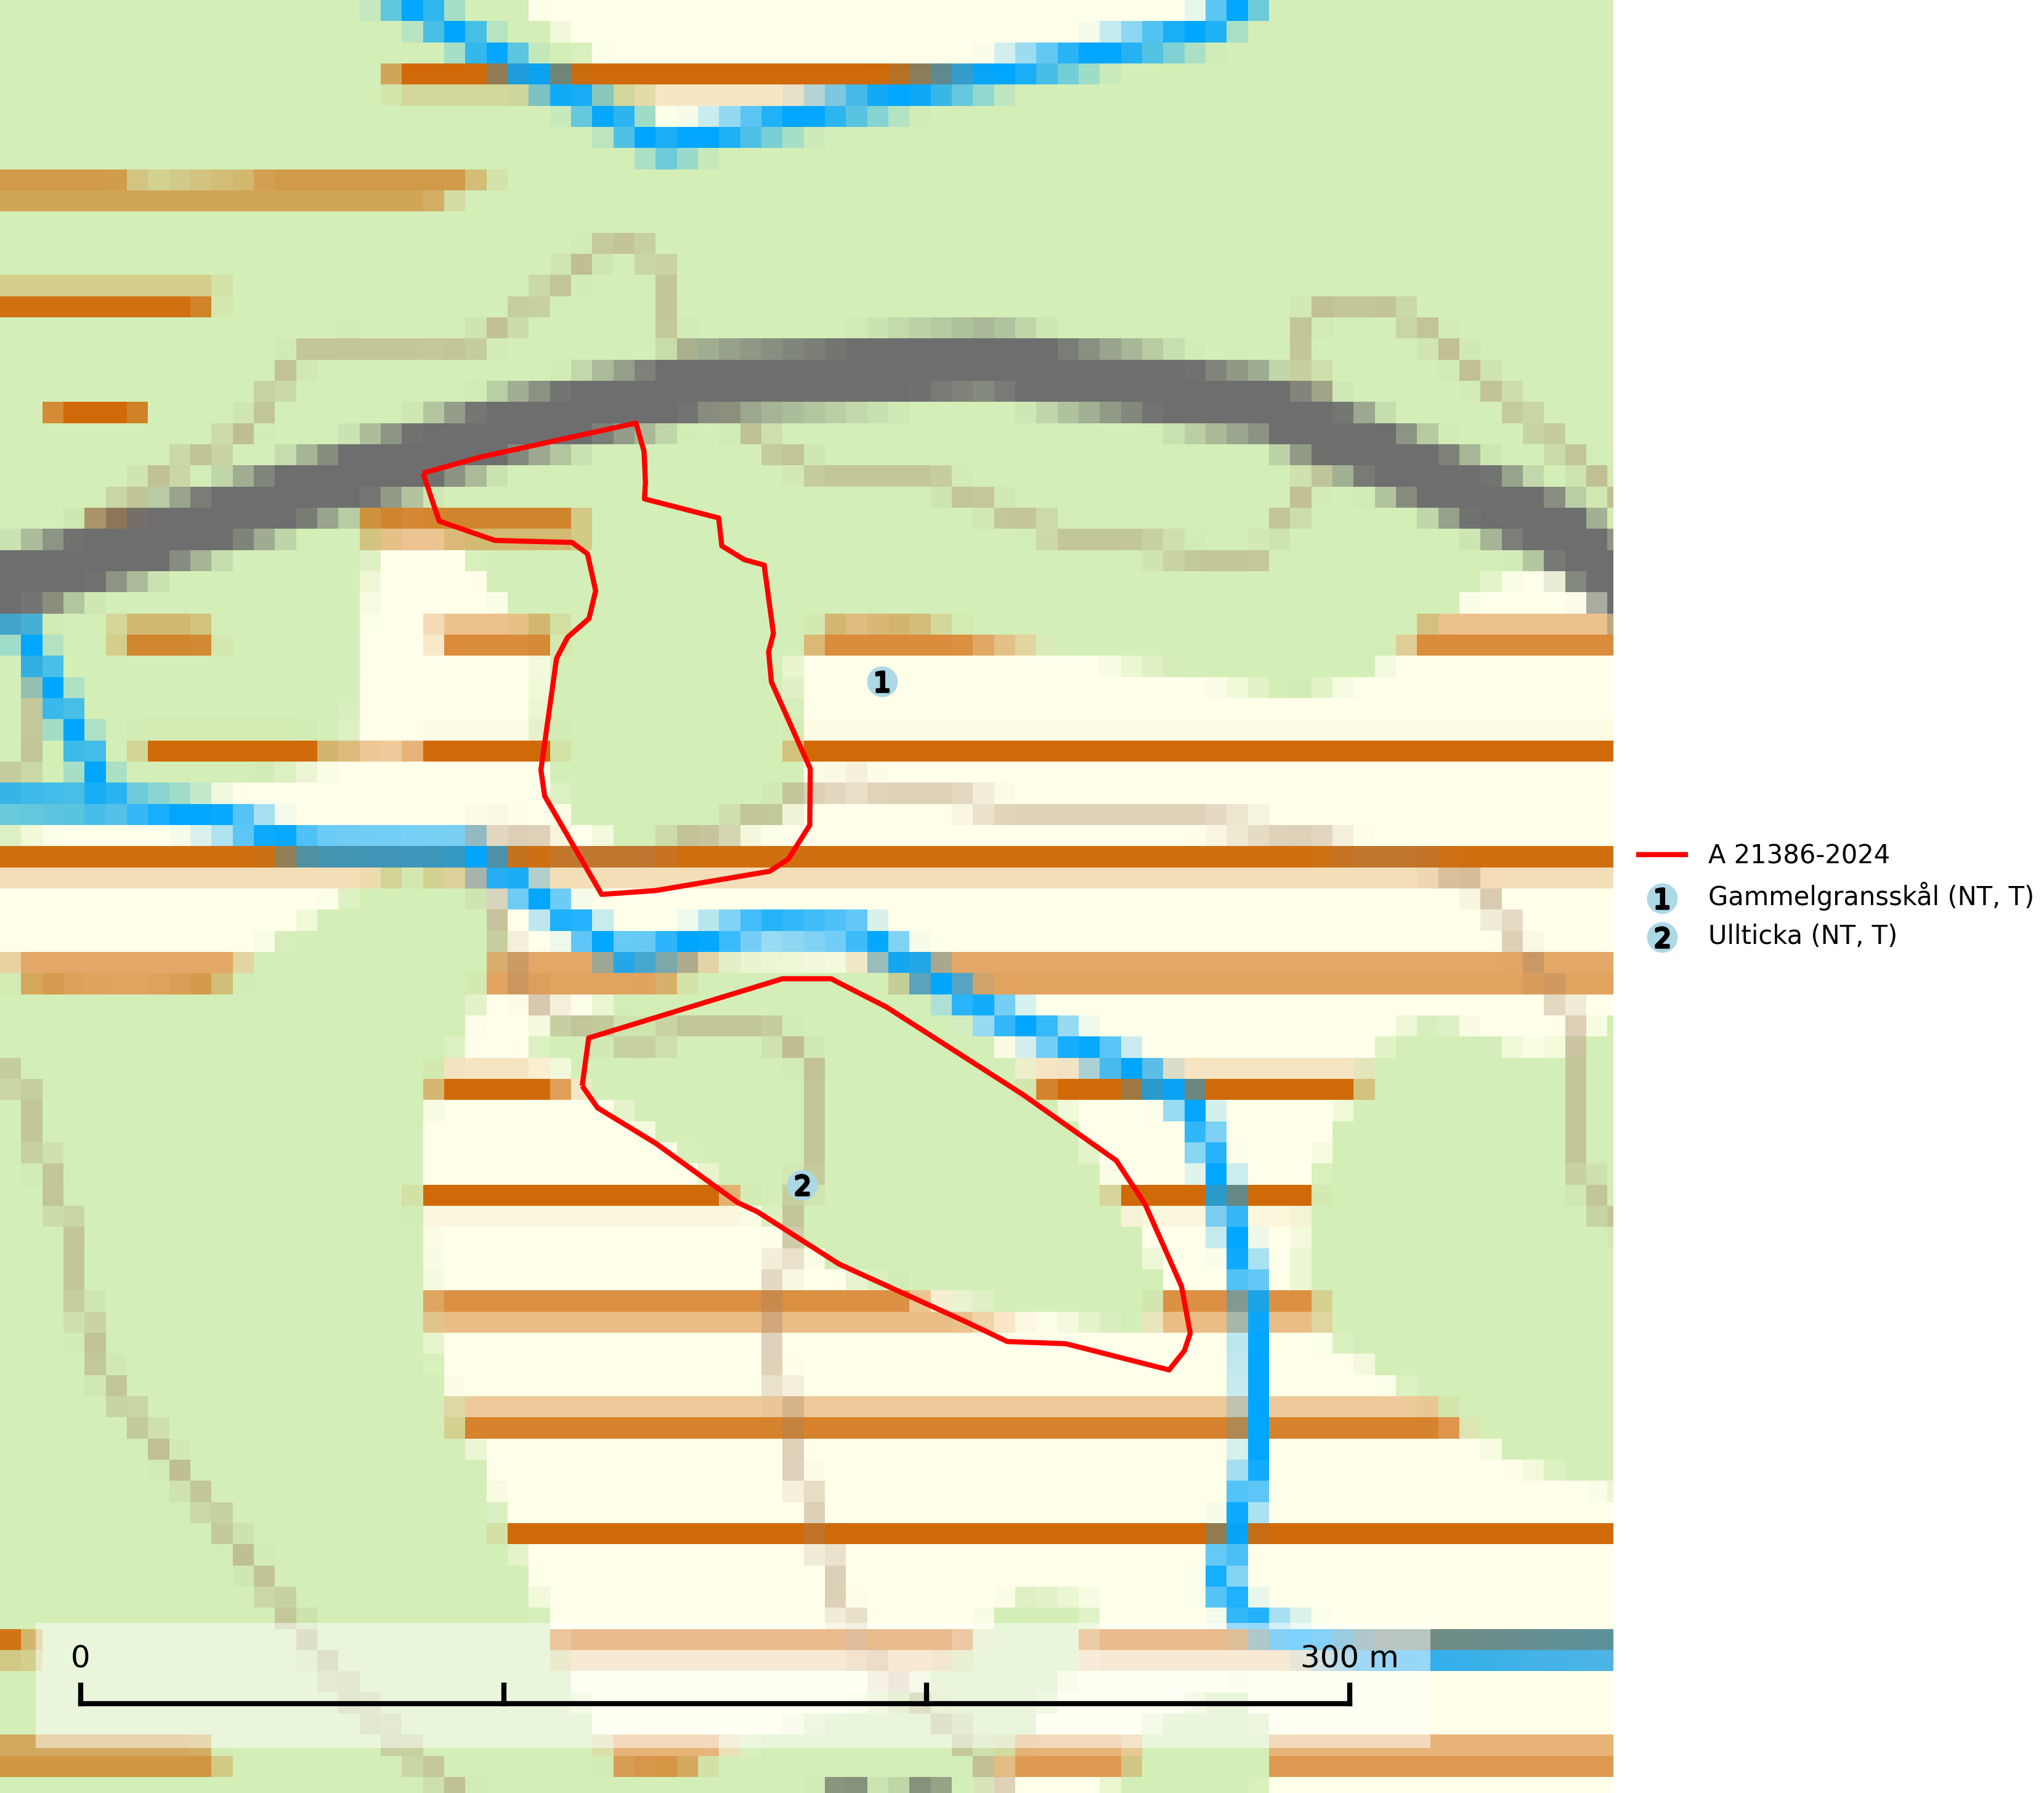 1
A 21386-2024
1 Gammelgransskål (NT, T)
2 Ullticka (NT, T)
2
0 300 m